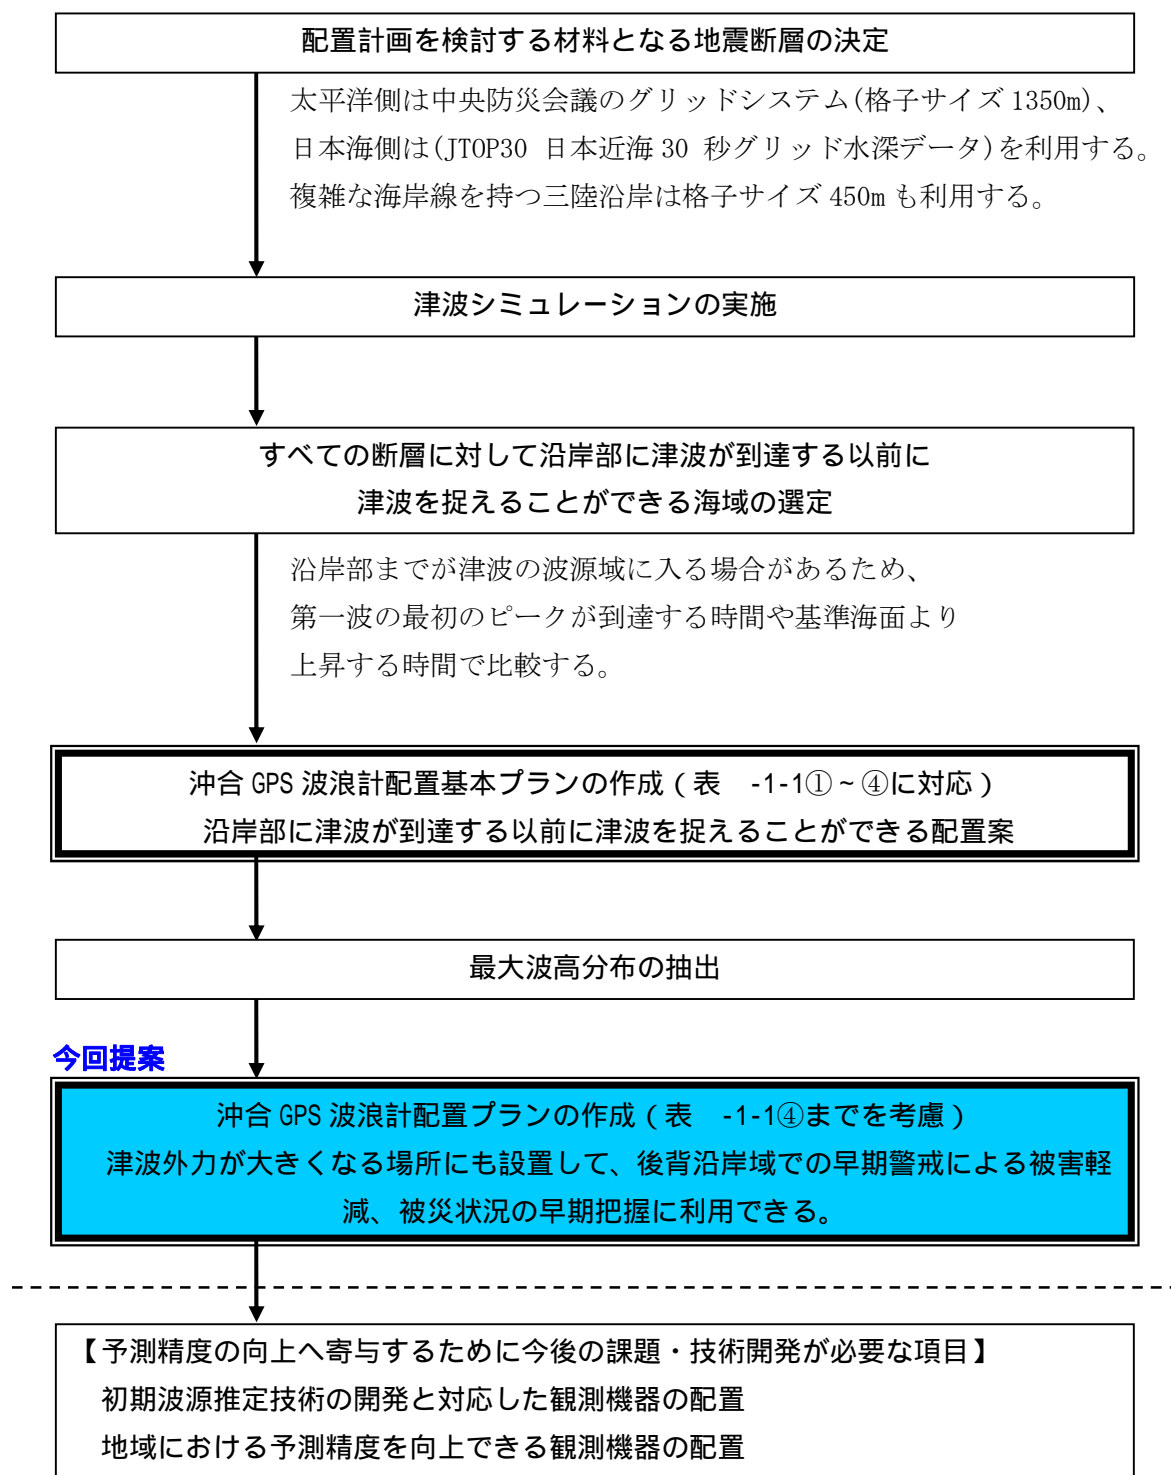 配置計画を検討する材料となる地震断層の決定
太平洋側は中央防災会議のグリッドシステム(格子サイズ 1350m)、
日本海側は(JTOP30 日本近海 30 秒グリッド水深データ)を利用する。
複雑な海岸線を持つ三陸沿岸は格子サイズ 450m も利用する。
津波シミュレーションの実施
すべての断層に対して沿岸部に津波が到達する以前に
津波を捉えることができる海域の選定
沿岸部までが津波の波源域に入る場合があるため、
第一波の最初のピークが到達する時間や基準海面より
上昇する時間で比較する。
沖合 GPS 波浪計配置基本プランの作成（表　-1-1①~④に対応）
沿岸部に津波が到達する以前に津波を捉えることができる配置案
最大波高分布の抽出
今回提案
沖合 GPS 波浪計配置プランの作成（表　-1-1④までを考慮）
津波外力が大きくなる場所にも設置して、後背沿岸域での早期警戒による被害軽
減、被災状況の早期把握に利用できる。
【予測精度の向上へ寄与するために今後の課題・技術開発が必要な項目】
初期波源推定技術の開発と対応した観測機器の配置
地域における予測精度を向上できる観測機器の配置